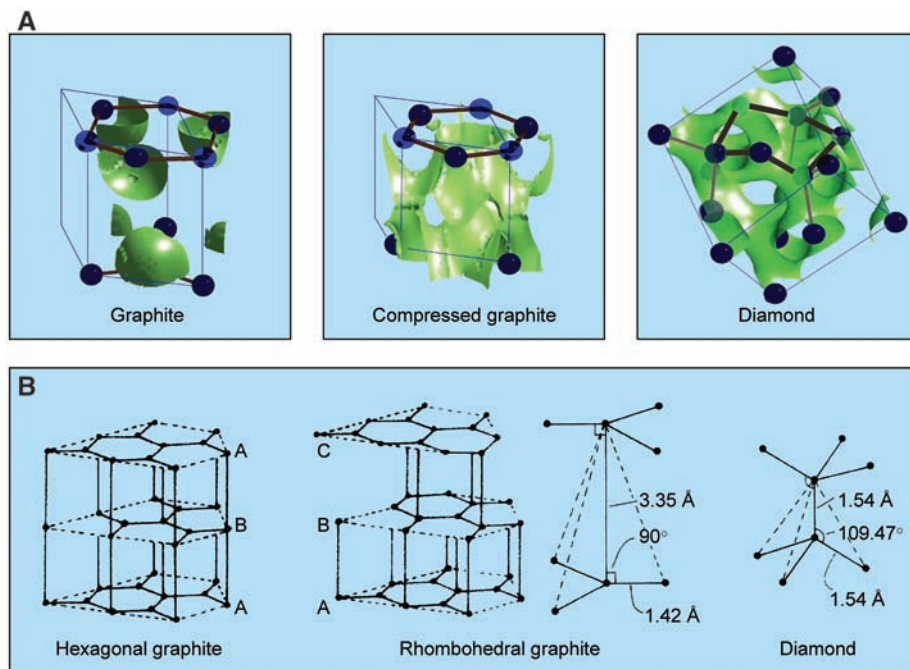 A
Graphite
Compressed graphite
Diamond
B
A
B
A
Hexagonal graphite
C
B
A
3.35 Å
90°
1.42 Å
Rhombohedral graphite
1.54 Å
109.47°
1.54 Å
Diamond